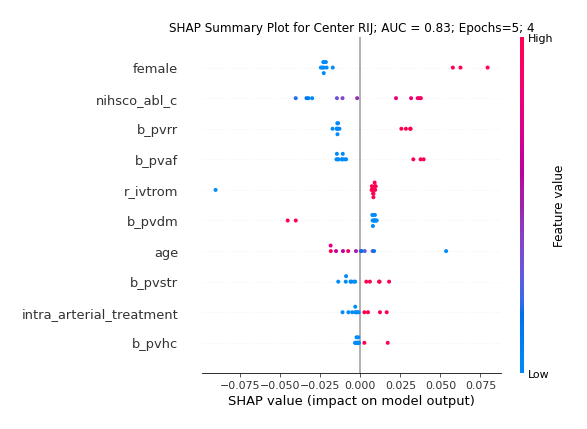 SHAP Summary Plot for Center RIJ; AUC = 0.83; Epochs=5; 4
High
female
nihsco_abl_c
b_pvrr
b_pvaf
r_ivtrom
b_pvdm
age
b_pvstr
intra_arterial_treatment
b_pvhc
Feature value
Low
−0.075 −0.050 −0.025 0.000 0.025 0.050 0.075
SHAP value (impact on model output)